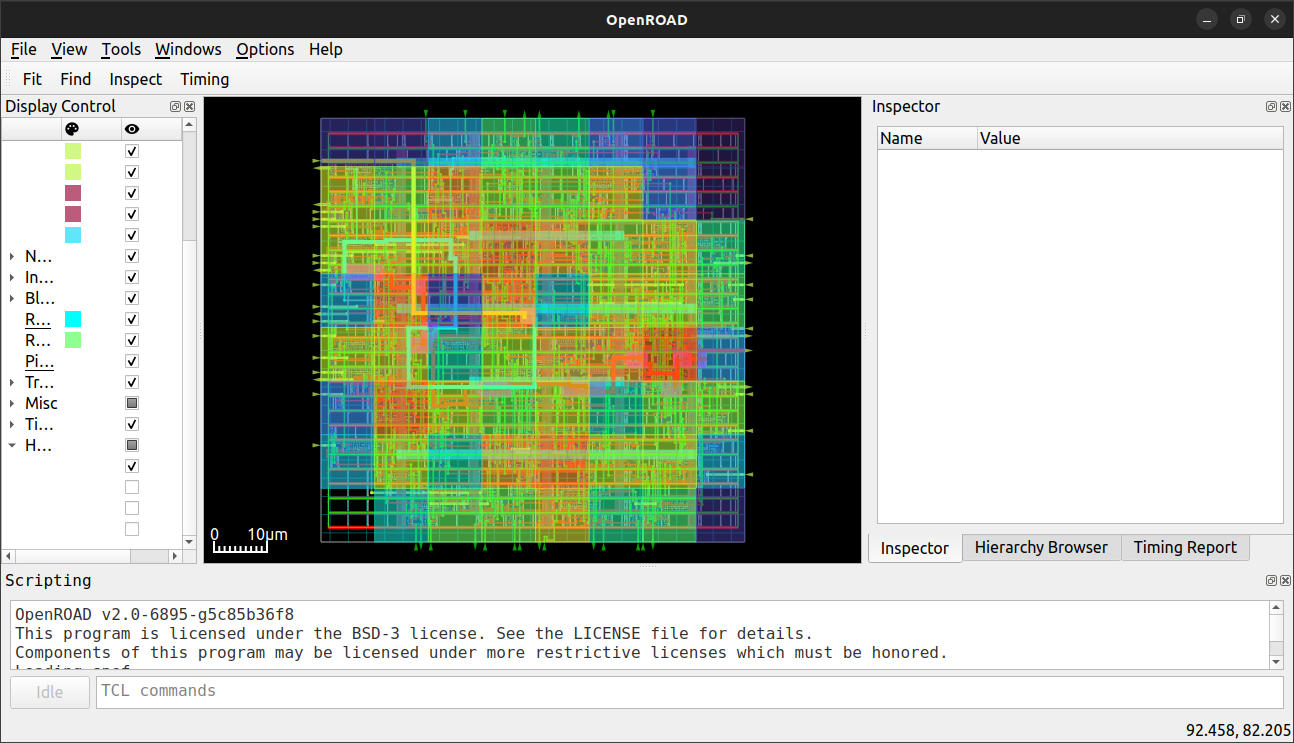 OpenROAD
File View Tools Windows Options Help
Fit Find Inspect Timing
Display Control
N...
In...
Bl...
R...
R...
Pi...
Tr...
Misc
Ti...
H...
0 10μm
Inspector
Name Value
Inspector Hierarchy Browser Timing Report
Scripting
OpenROAD v2.0-6895-g5c85b36f8
This program is licensed under the BSD-3 license. See the LICENSE file for details.
Components of this program may be licensed under more restrictive licenses which must be honored.
Idle TCL commands
92.458, 82.205